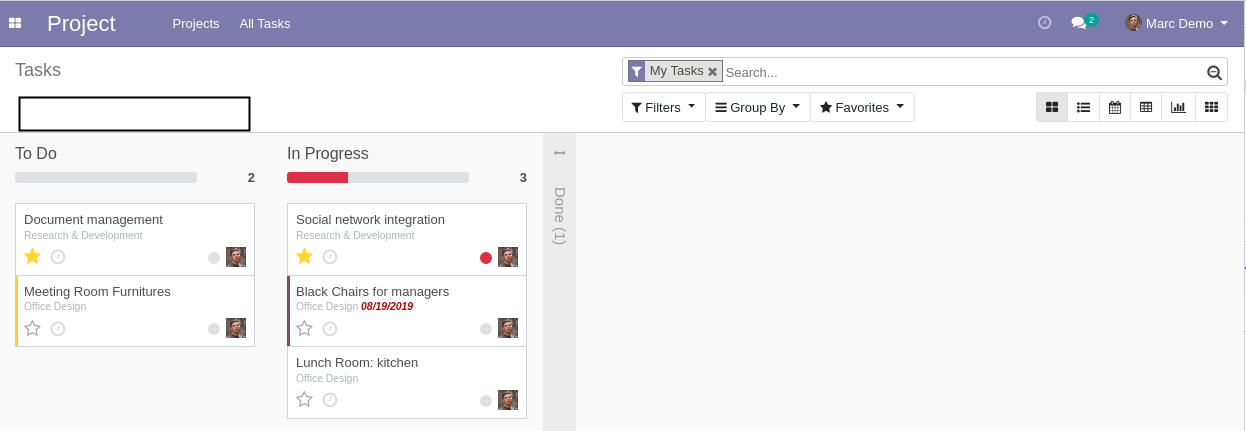 Project
Projects
All Tasks
2
Marc Demo
Tasks
My Tasks
Search...
Filters
Group By
Favorites
To Do
2
Document management
Research & Development
Meeting Room Furnitures
Office Design
In Progress
3
Social network integration
Research & Development
Black Chairs for managers
Office Design 08/19/2019
Lunch Room: kitchen
Office Design
Done (1)